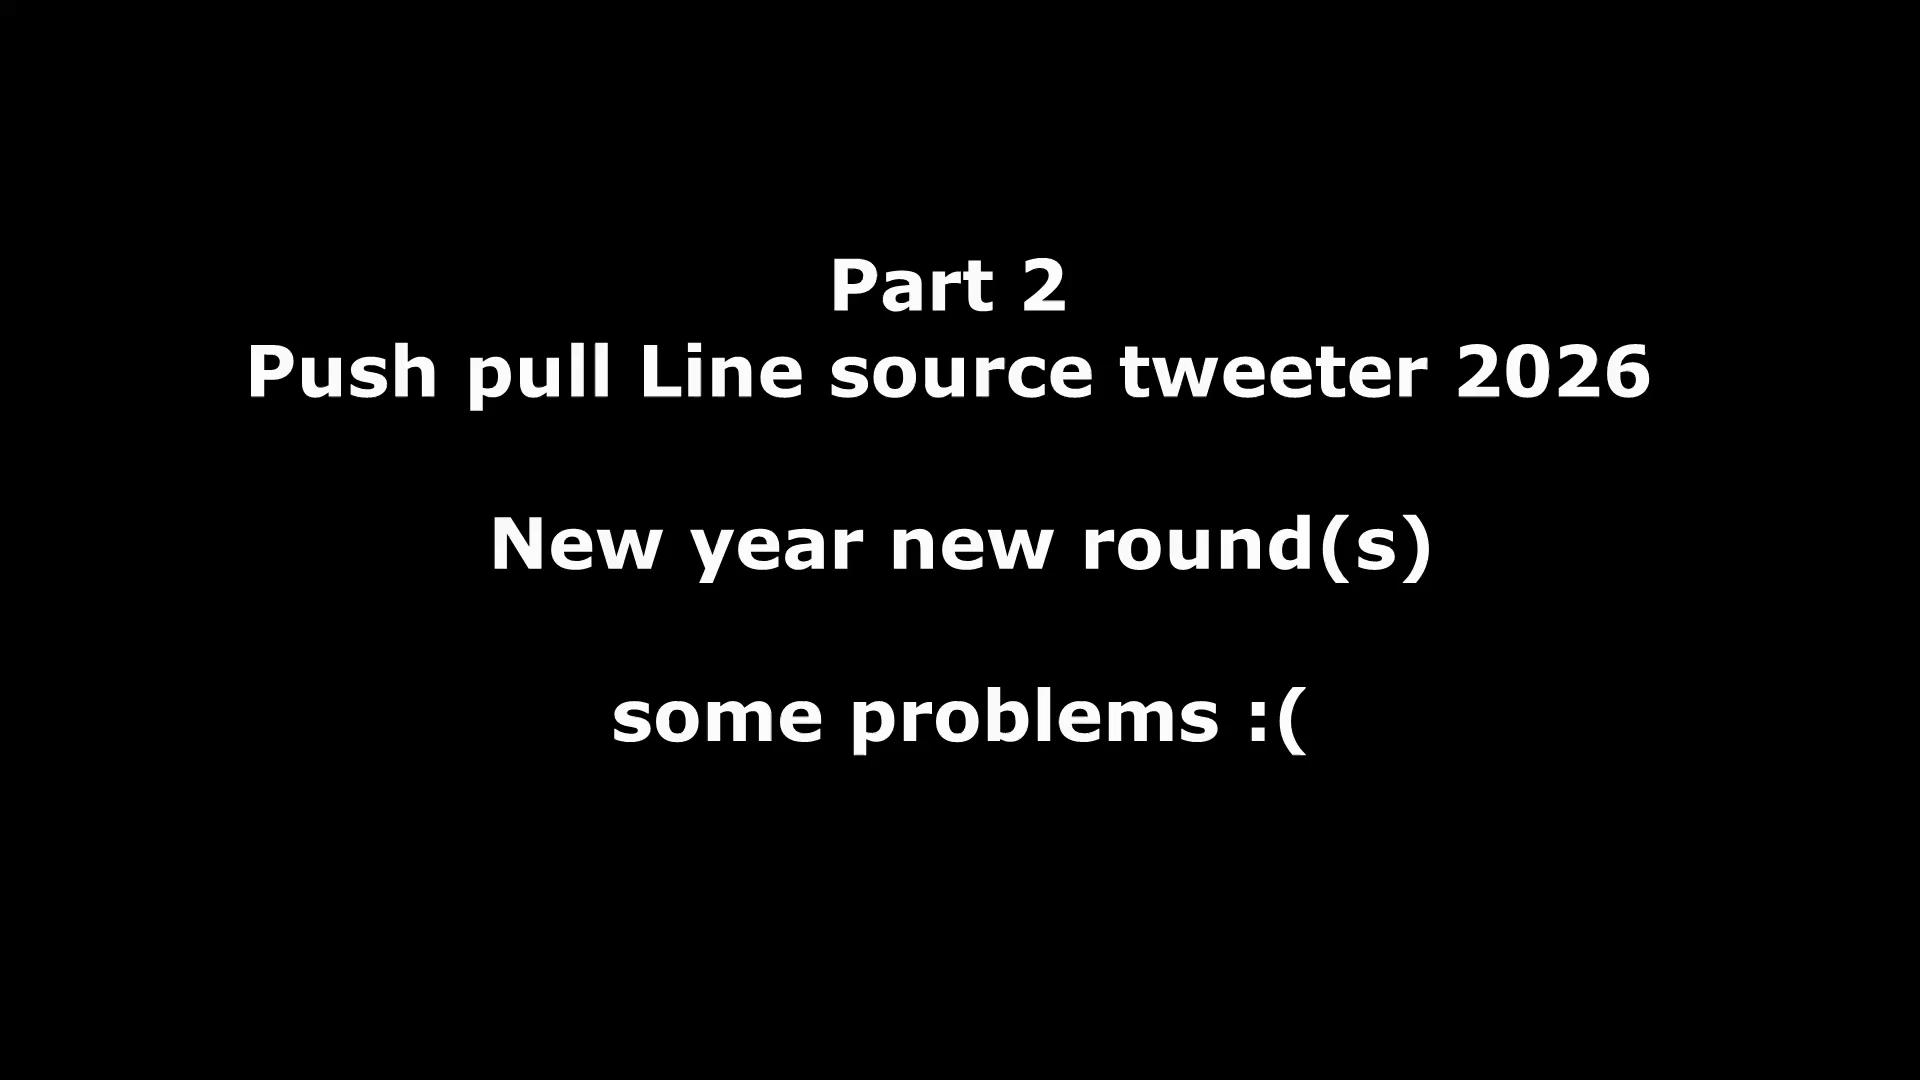 Part 2
Push pull Line source tweeter 2026
New year new round(s)
some problems :(